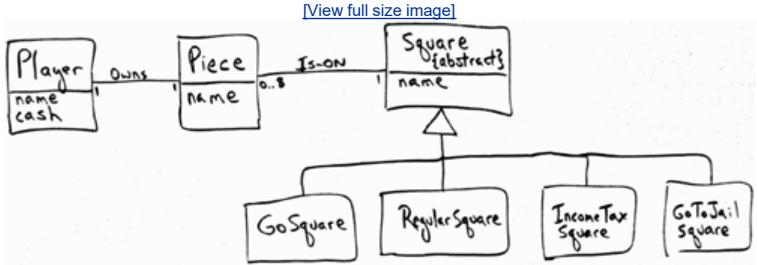 [View full size image]
Player
name
cash
Owns
1
1
Piece
name
Is-ON
0..8
1
Square
{abstract}
name
GoSquare
RegularSquare
IncomeTax
Square
GoToJail
Square